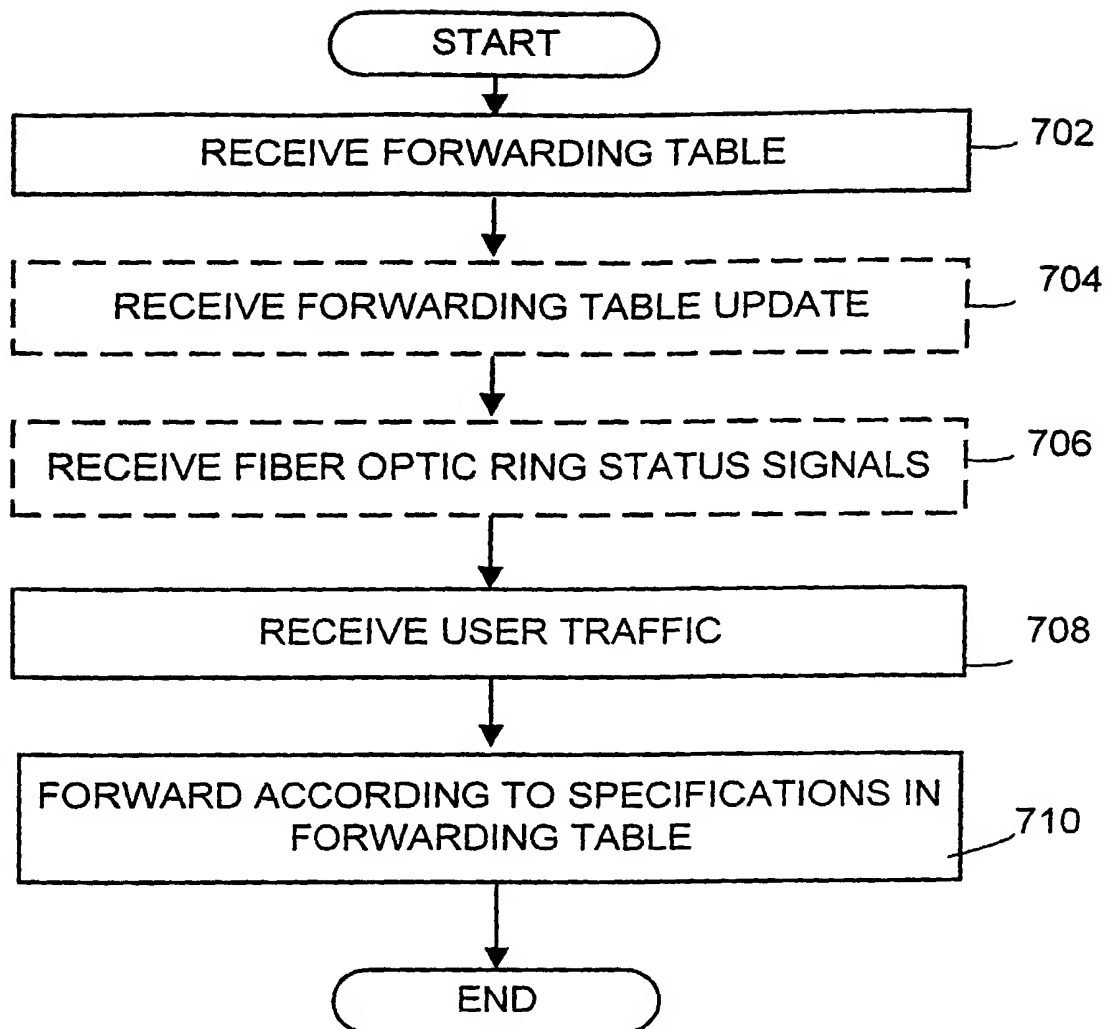 START
RECEIVE FORWARDING TABLE
702
RECEIVE FORWARDING TABLE UPDATE
704
RECEIVE FIBER OPTIC RING STATUS SIGNALS
706
RECEIVE USER TRAFFIC
708
FORWARD ACCORDING TO SPECIFICATIONS IN
FORWARDING TABLE
710
END